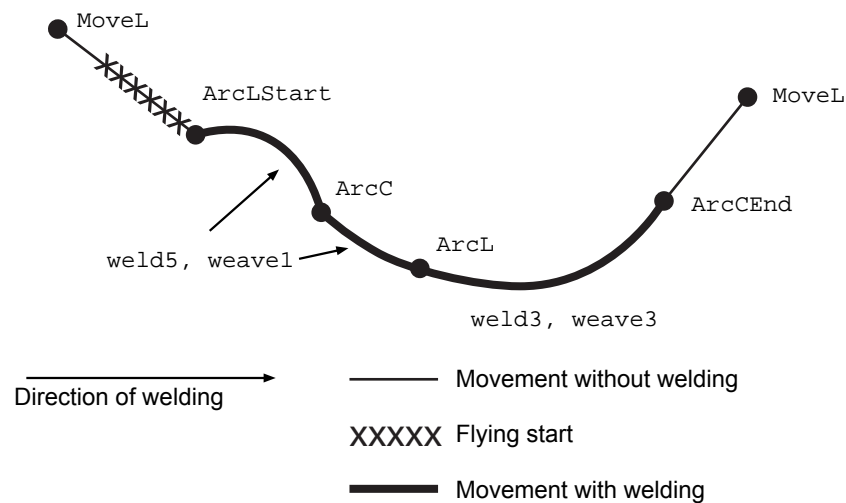 MoveL
ArcLStart
MoveL
ArcC
ArcCEnd
ArcL
weld5, weave1
weld3, weave3
Direction of welding
Movement without welding
XXXXX Flying start
Movement with welding